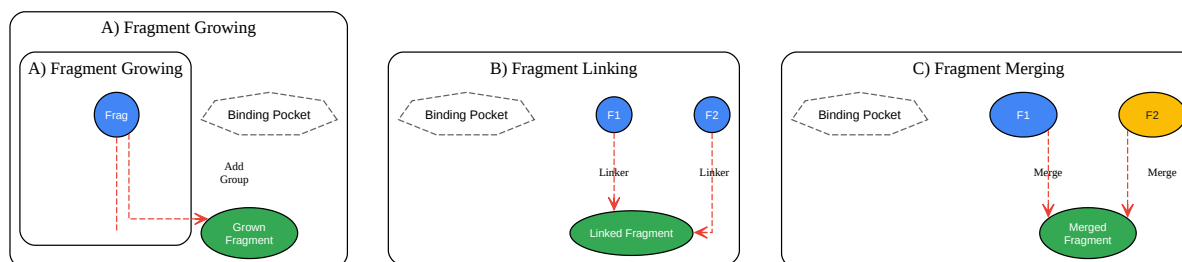 A) Fragment Growing
A) Fragment Growing
Frag
Binding Pocket
Add
Group
Grown
Fragment
B) Fragment Linking
Binding Pocket
F1
F2
Linker
Linker
Linked Fragment
C) Fragment Merging
Binding Pocket
F1
F2
Merge
Merge
Merged
Fragment